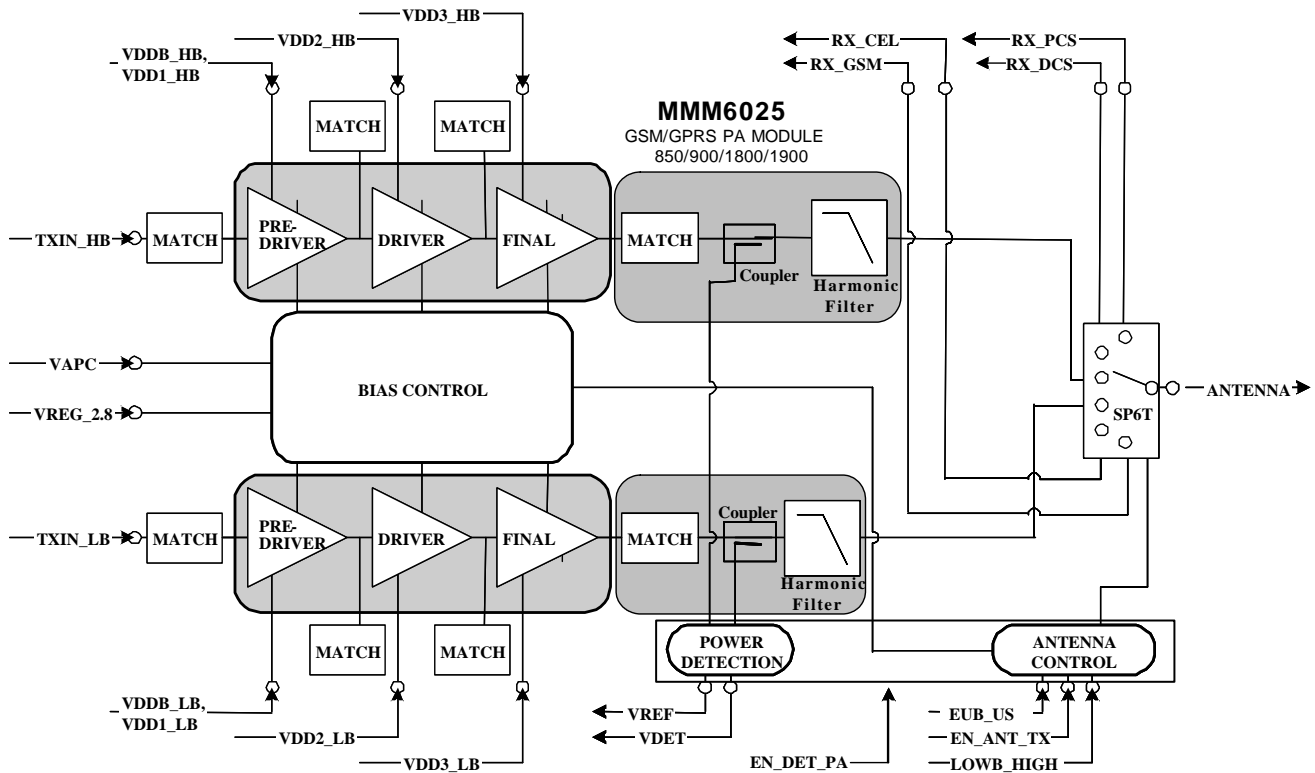 VDD3_HB
VDD2_HB
VDDB_HB,
VDD1_HB
RX_CEL
RX_GSM
RX_PCS
RX_DCS
MATCH
MATCH
MMM6025
GSM/GPRS PA MODULE
850/900/1800/1900
TXIN_HB
MATCH
PRE-
DRIVER
DRIVER
FINAL
MATCH
Coupler
Harmonic
Filter
VAPC
VREG_2.8
BIAS CONTROL
SP6T
ANTENNA
TXIN_LB
MATCH
PRE-
DRIVER
DRIVER
FINAL
MATCH
Coupler
Harmonic
Filter
MATCH
MATCH
POWER
DETECTION
ANTENNA
CONTROL
VDDB_LB,
VDD1_LB
VDD2_LB
VDD3_LB
VREF
VDET
EN_DET_PA
EUB_US
EN_ANT_TX
LOWB_HIGH